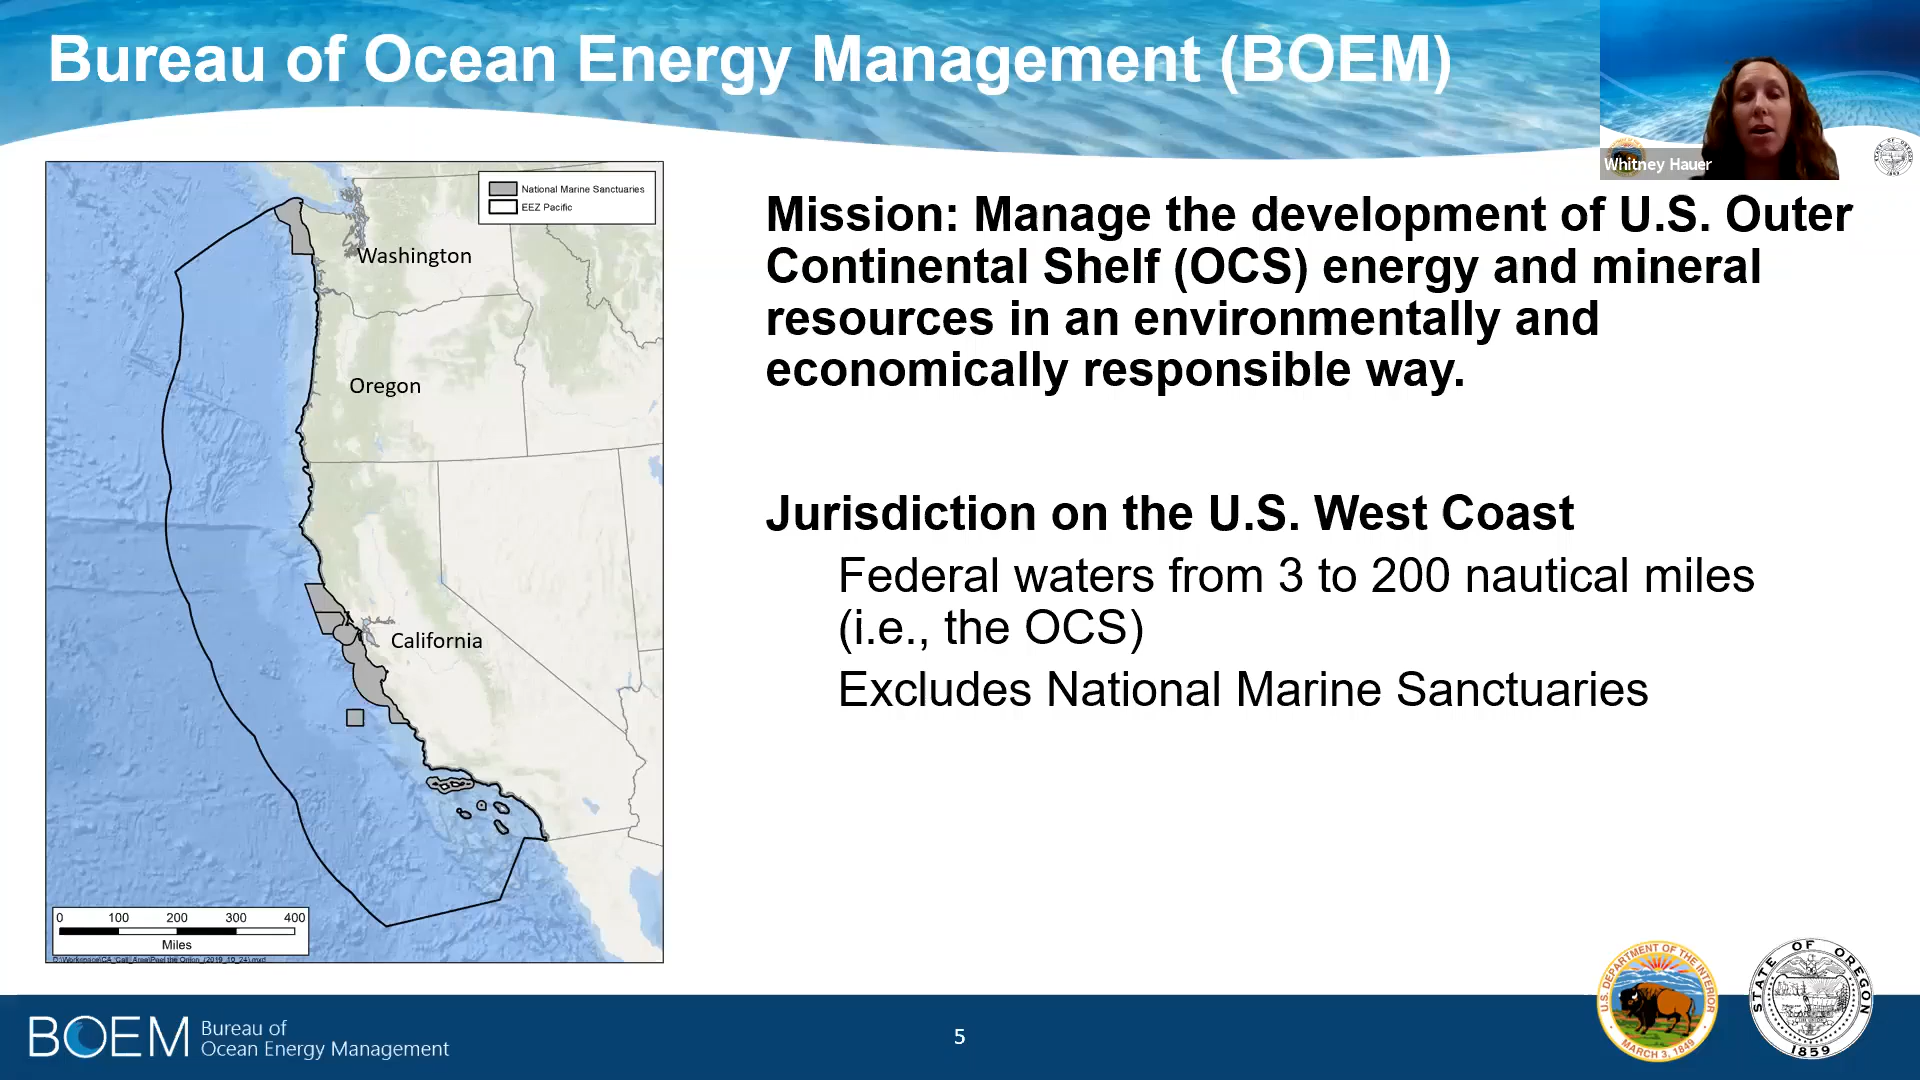 Bureau of Ocean Energy Management (BOEM)
Whitney Hauer
National Marine Sanctuaries
EEZ Pacific
Washington
Oregon
California
0 100 200 300 400
Miles
Mission: Manage the development of U.S. Outer
Continental Shelf (OCS) energy and mineral
resources in an environmentally and
economically responsible way.
Jurisdiction on the U.S. West Coast
Federal waters from 3 to 200 nautical miles
(i.e., the OCS)
Excludes National Marine Sanctuaries
BOEM
Bureau of
Ocean Energy Management
5
U.S. DEPARTMENT OF THE INTERIOR
MARCH 3, 1849
STATE OF OREGON
1859